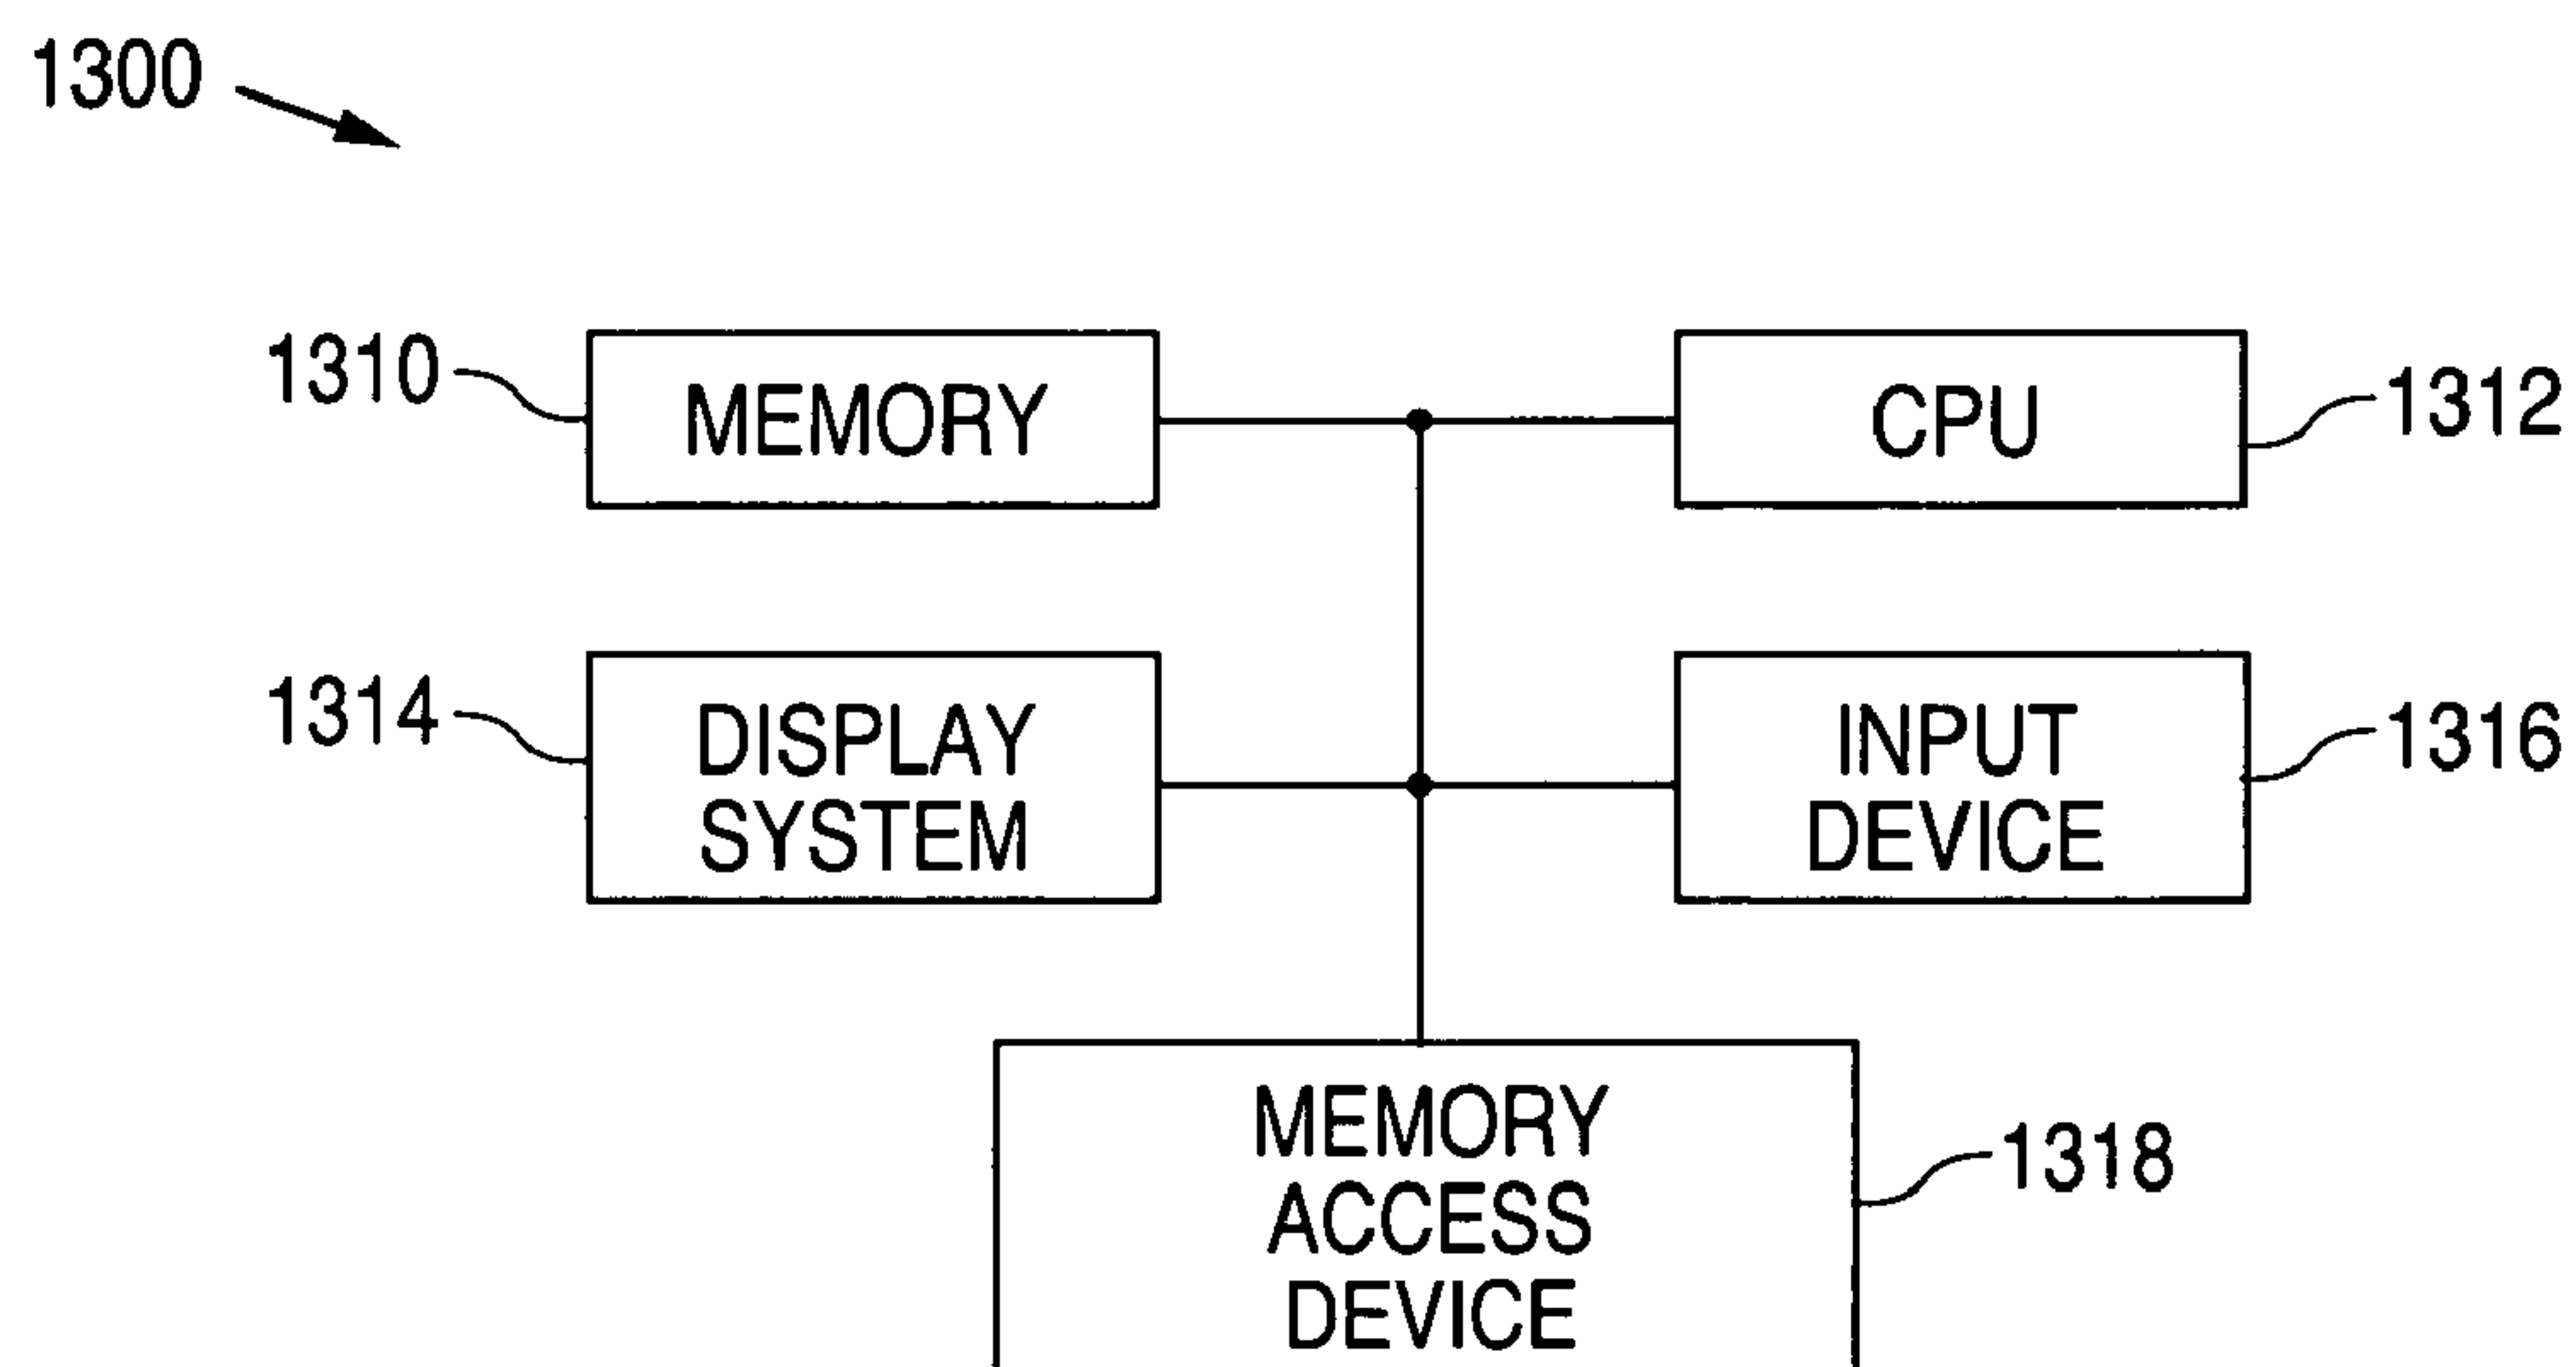 1300
1310
MEMORY
CPU
1312
1314
DISPLAY
SYSTEM
INPUT
DEVICE
1316
MEMORY
ACCESS
DEVICE
1318